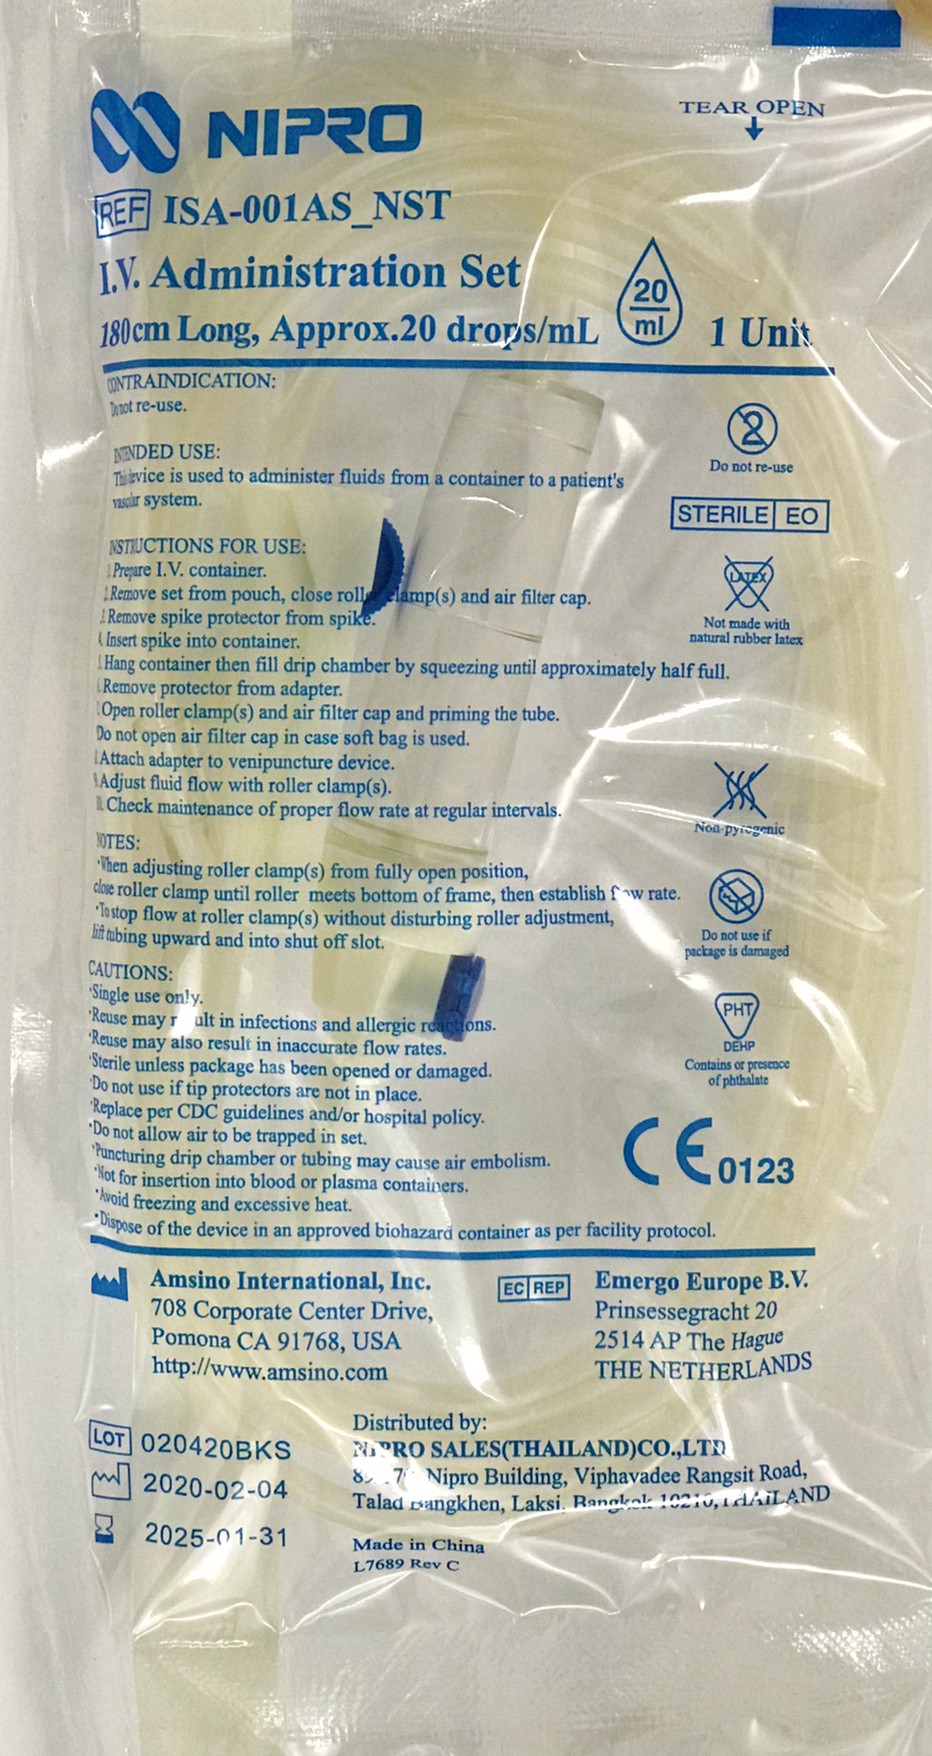 NIPRO
TEAR OPEN
REF ISA-001AS_NST
I.V. Administration Set
180cm Long, Approx.20 drops/mL
20
ml
1 Unit
CONTRAINDICATION:
Do not re-use.
INTENDED USE:
This device is used to administer fluids from a container to a patient's
vascular system.
INSTRUCTIONS FOR USE:
Prepare I.V. container.
Remove set from pouch, close roller clamp(s) and air filter cap.
Remove spike protector from spike.
4. Insert spike into container.
Hang container then fill drip chamber by squeezing until approximately half full.
Remove protector from adapter.
Open roller clamp(s) and air filter cap and priming the tube.
Do not open air filter cap in case soft bag is used.
Attach adapter to venipuncture device.
9. Adjust fluid flow with roller clamp(s).
10. Check maintenance of proper flow rate at regular intervals.
NOTES:
•When adjusting roller clamp(s) from fully open position,
close roller clamp until roller meets bottom of frame, then establish flow rate.
•To stop flow at roller clamp(s) without disturbing roller adjustment,
lift tubing upward and into shut off slot.
CAUTIONS:
•Single use only.
•Reuse may result in infections and allergic reactions.
•Reuse may also result in inaccurate flow rates.
•Sterile unless package has been opened or damaged.
•Do not use if tip protectors are not in place.
•Replace per CDC guidelines and/or hospital policy.
•Do not allow air to be trapped in set.
•Puncturing drip chamber or tubing may cause air embolism.
•Not for insertion into blood or plasma containers.
•Avoid freezing and excessive heat.
•Dispose of the device in an approved biohazard container as per facility protocol.
2
Do not re-use
STERILE EO
LATEX
Not made with
natural rubber latex
Non-pyrogenic
Do not use if
package is damaged
PHT
DEHP
Contains or presence
of phthalate
CE 0123
Amsino International, Inc.
708 Corporate Center Drive,
Pomona CA 91768, USA
http://www.amsino.com
EC REP
Emergo Europe B.V.
Prinsessegracht 20
2514 AP The Hague
THE NETHERLANDS
LOT 020420BKS
2020-02-04
2025-01-31
Distributed by:
NIPRO SALES(THAILAND)CO.,LTD
Nipro Building, Viphavadee Rangsit Road,
Talad Bangkhen, Laksi, Bangkok 10210, THAILAND
Made in China
L7689 Rev C